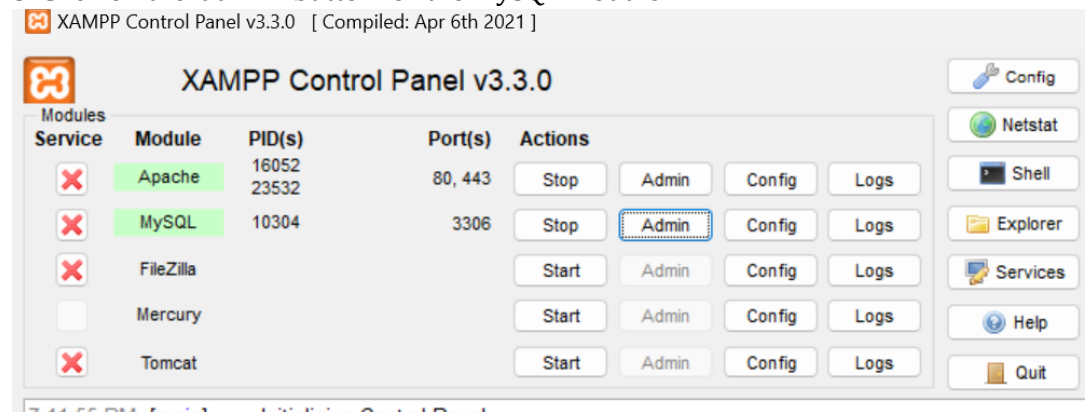 XAMPP Control Panel v3.3.0 [ Compiled: Apr 6th 2021 ]
XAMPP Control Panel v3.3.0
Config
Modules
Service Module PID(s) Port(s) Actions
Netstat
Apache 16052 23532 80, 443 Stop Admin Config Logs
Shell
MySQL 10304 3306 Stop Admin Config Logs
Explorer
FileZilla Start Admin Config Logs
Services
Mercury Start Admin Config Logs
Help
Tomcat Start Admin Config Logs
Quit